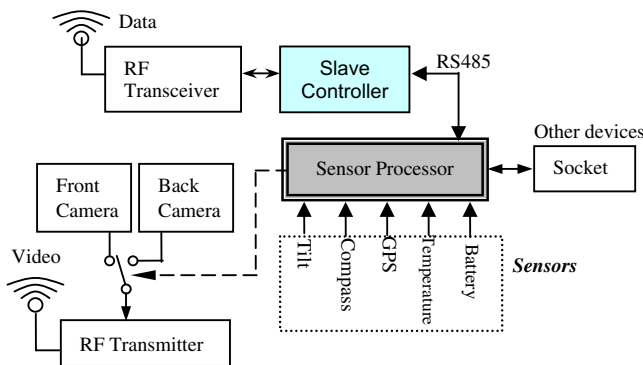 Data
RF
Transceiver
Slave
Controller
RS485
Other devices
Sensor Processor
Socket
Front
Camera
Back
Camera
Tilt
Compass
GPS
Temperature
Battery
Sensors
Video
RF Transmitter